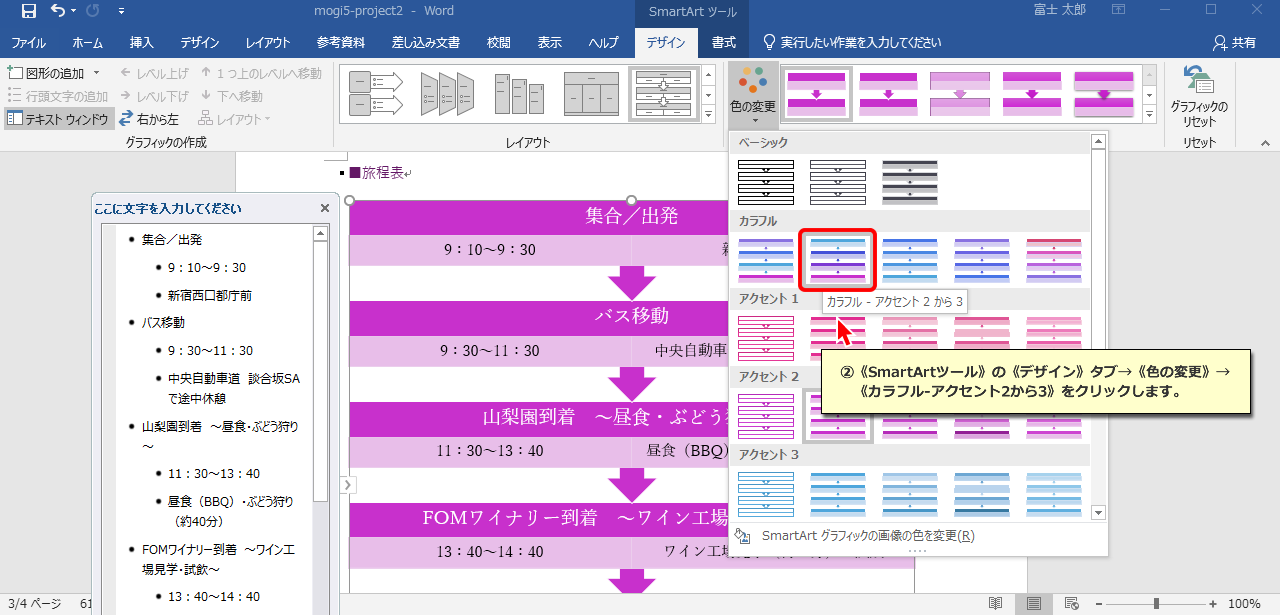 mogi5-project2 - Word
SmartArt ツール
富士 太郎
ファイル ホーム 挿入 デザイン レイアウト 参考資料 差し込み文書 校閲 表示 ヘルプ デザイン 書式 実行したい作業を入力してください 共有
図形の追加 レベル上げ 1 つ上のレベルへ移動
行頭文字の追加 レベル下げ 下へ移動
テキスト ウィンドウ 右から左 レイアウト
グラフィックの作成
レイアウト
色の変更
グラフィックの
リセット
リセット
■旅程表
ここに文字を入力してください
集合／出発
9：10～9：30
新宿西口都庁前
バス移動
9：30～11：30
中央自動車道 談合坂SA
で途中休憩
山梨園到着 ～昼食・ぶどう狩り
～
11：30～13：40
昼食（BBQ）・ぶどう狩り
（約40分）
FOMワイナリー到着 ～ワイン工
場見学・試飲～
13：40～14：40
集合／出発
9：10～9：30
バス移動
9：30～11：30 中央自動車
山梨園到着 ～昼食・ぶどう
11：30～13：40 昼食（BBQ）
FOMワイナリー到着 ～ワイン工場
13：40～14：40 ワイン工場
ベーシック
カラフル
カラフル - アクセント 2 から 3
アクセント 1
アクセント 2
アクセント 3
SmartArt グラフィックの画像の色を変更(R)
②《SmartArtツール》の《デザイン》タブ→《色の変更》→
《カラフル-アクセント2から3》をクリックします。
3/4 ページ 61
100%